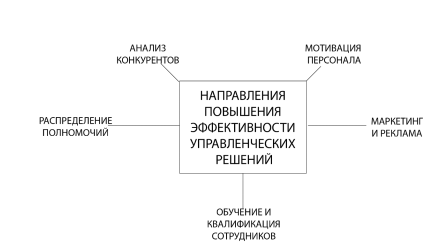 АНАЛИЗ
КОНКУРЕНТОВ
МОТИВАЦИЯ
ПЕРСОНАЛА
НАПРАВЛЕНИЯ
ПОВЫШЕНИЯ
ЭФФЕКТИВНОСТИ
УПРАВЛЕНЧЕСКИХ
РЕШЕНИЙ
РАСПРЕДЕЛЕНИЕ
ПОЛНОМОЧИЙ
МАРКЕТИНГ
И РЕКЛАМА
ОБУЧЕНИЕ И
КВАЛИФИКАЦИЯ
СОТРУДНИКОВ